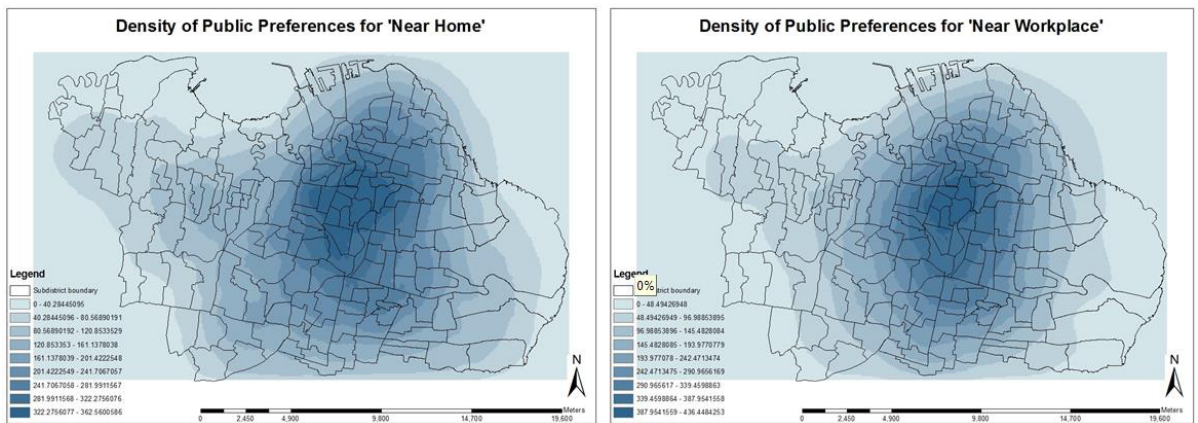 Density of Public Preferences for 'Near Home'
Legend
Subdistrict boundary
0 - 40.28445095
40.28445096 - 80.56890191
80.56890192 - 120.8533529
120.853353 - 161.1378038
161.1378039 - 201.4222548
201.4222549 - 241.7067057
241.7067058 - 281.9911567
281.9911568 - 322.2756076
322.2756077 - 362.5600586
N
Meters
0 2,450 4,900 9,800 14,700 19,600
Density of Public Preferences for 'Near Workplace'
Legend
0%
trict boundary
0 - 48.49426948
48.49426949 - 96.98853895
96.98853896 - 145.4828084
145.4828085 - 193.9770779
193.977078 - 242.4713474
242.4713475 - 290.9656169
290.965617 - 339.4598863
339.4598864 - 387.9541558
387.9541559 - 436.4484253
N
Meters
0 2,450 4,900 9,800 14,700 19,600